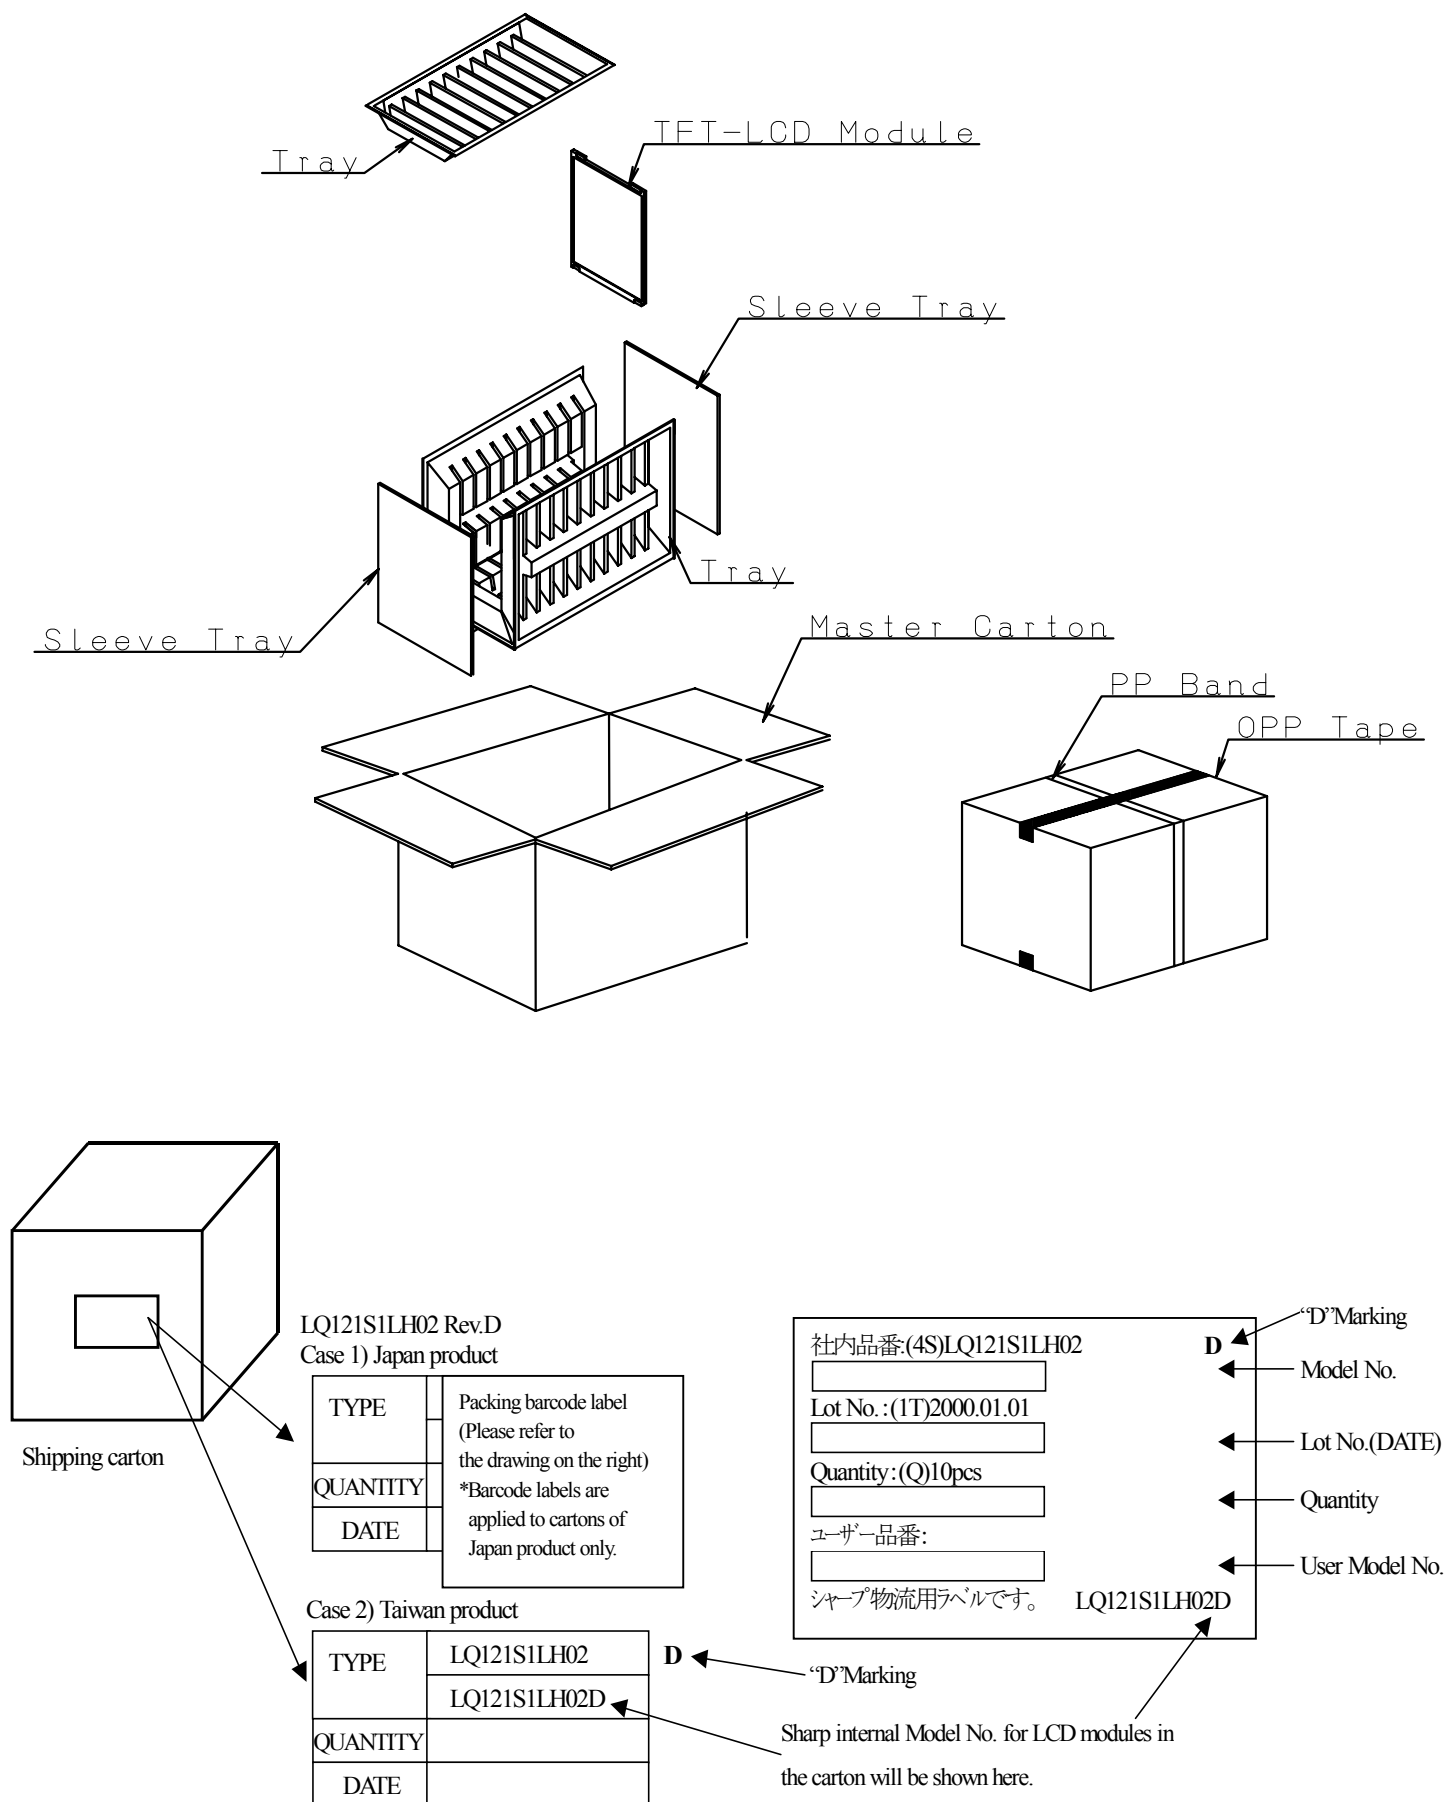 Tray
TFT-LCD Module
Sleeve Tray
Tray
Sleeve Tray
Master Carton
PP Band
OPP Tape
Shipping carton
LQ121S1LH02 Rev.D
Case 1) Japan product
TYPE
QUANTITY
DATE
Packing barcode label
(Please refer to
the drawing on the right)
*Barcode labels are
applied to cartons of
Japan product only.
Case 2) Taiwan product
TYPE
LQ121S1LH02
LQ121S1LH02D
QUANTITY
DATE
D
“D”Marking
Sharp internal Model No. for LCD modules in
the carton will be shown here.
社内品番:(4S)LQ121S1LH02
D
Lot No.:(1T)2000.01.01
Quantity:(Q)10pcs
ユーザー品番:
シャープ物流用ラベルです。
LQ121S1LH02D
“D”Marking
Model No.
Lot No.(DATE)
Quantity
User Model No.